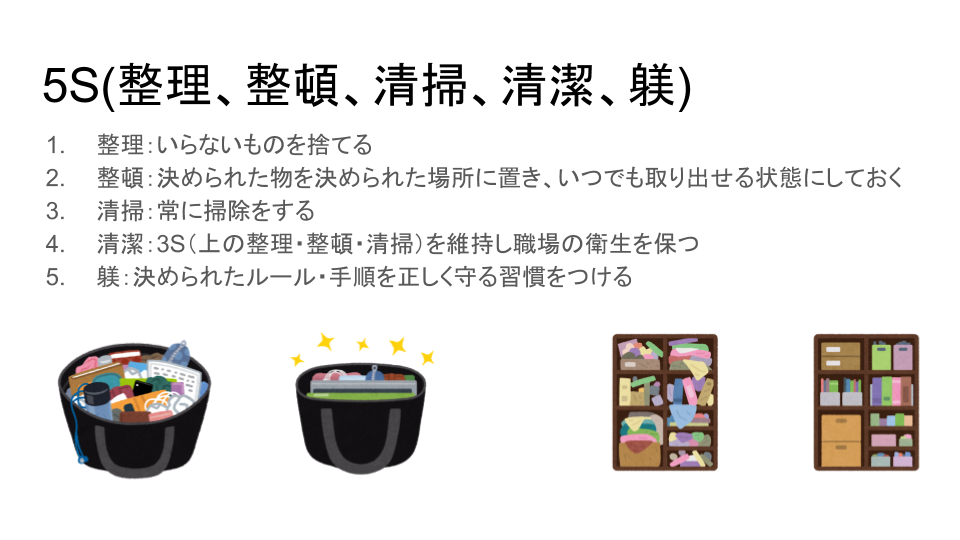 5S(整理、整頓、清掃、清潔、躾)
1. 整理：いらないものを捨てる
2. 整頓：決められた物を決められた場所に置き、いつでも取り出せる状態にしておく
3. 清掃：常に掃除をする
4. 清潔：3S（上の整理・整頓・清掃）を維持し職場の衛生を保つ
5. 躾：決められたルール・手順を正しく守る習慣をつける